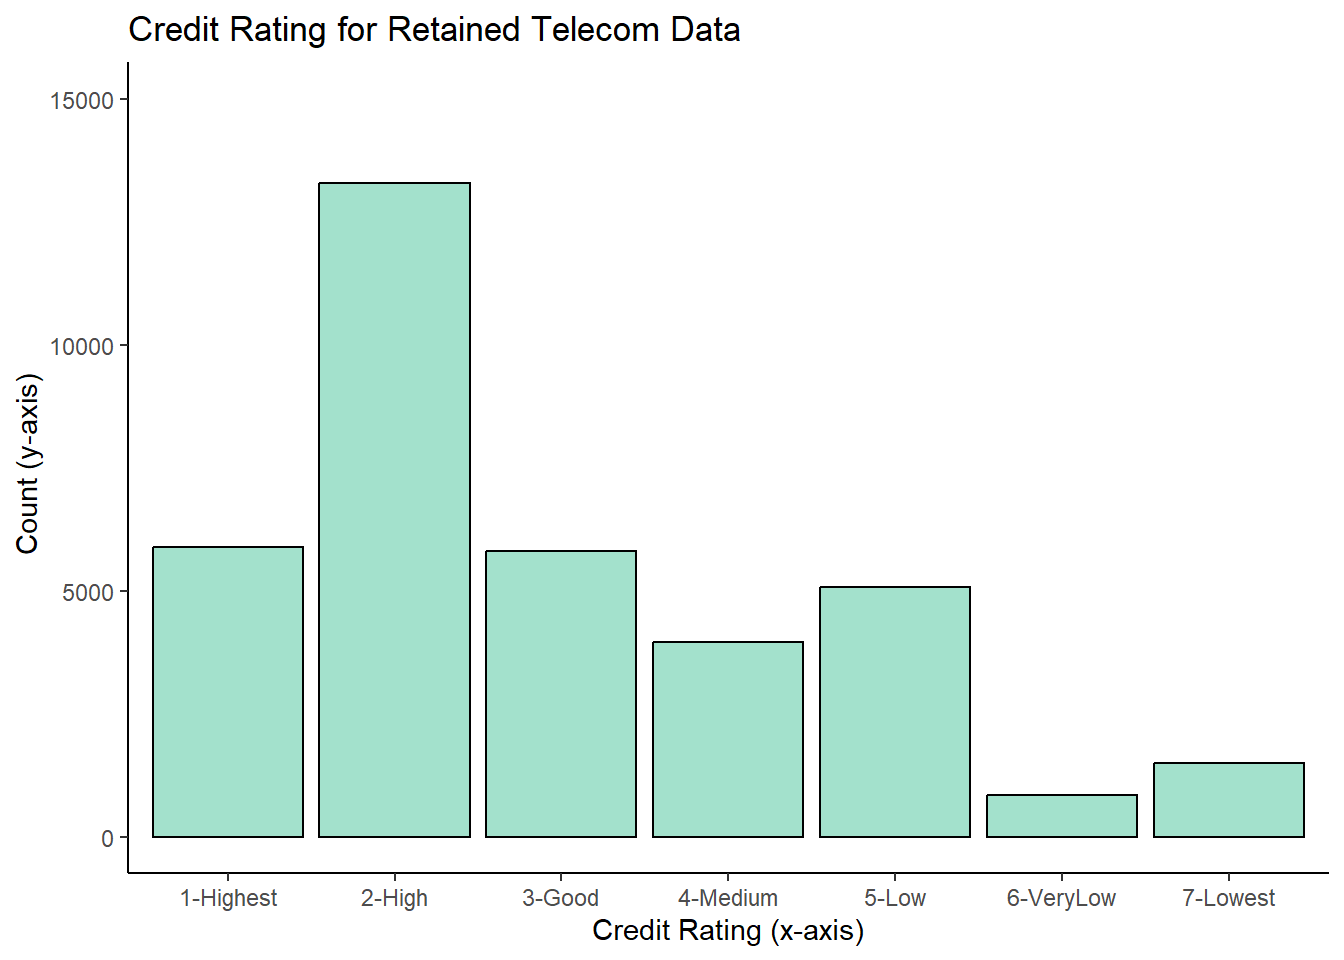 Credit Rating for Retained Telecom Data
15000
10000
5000
0
Count (y-axis)
1-Highest 2-High 3-Good 4-Medium 5-Low 6-VeryLow 7-Lowest
Credit Rating (x-axis)